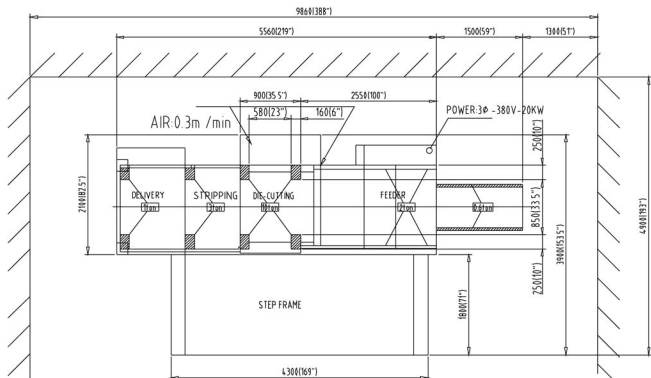 9860(388")
5560(219")
1500(59")
1300(51")
900(35.5")
2550(100")
580(23")
160(6")
AIR:0.3m /min
POWER:3Φ -380V-20KW
250(10")
2100(82.5")
DELIVERY
STRIPPING
DIE-CUTTING
FEEDER
850(33.5")
3900(153.5")
4900(193")
250(10")
STEP FRAME
1800(71")
4300(169")